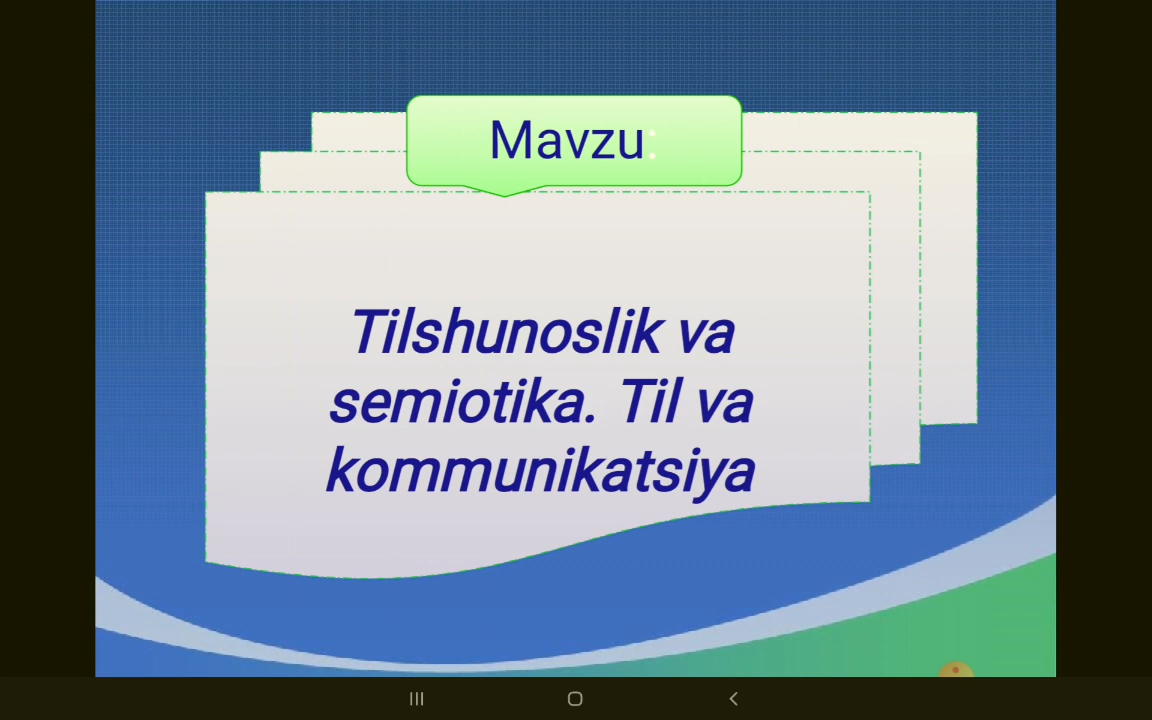 Mavzu:
Tilshunoslik va
semiotika. Til va
kommunikatsiya